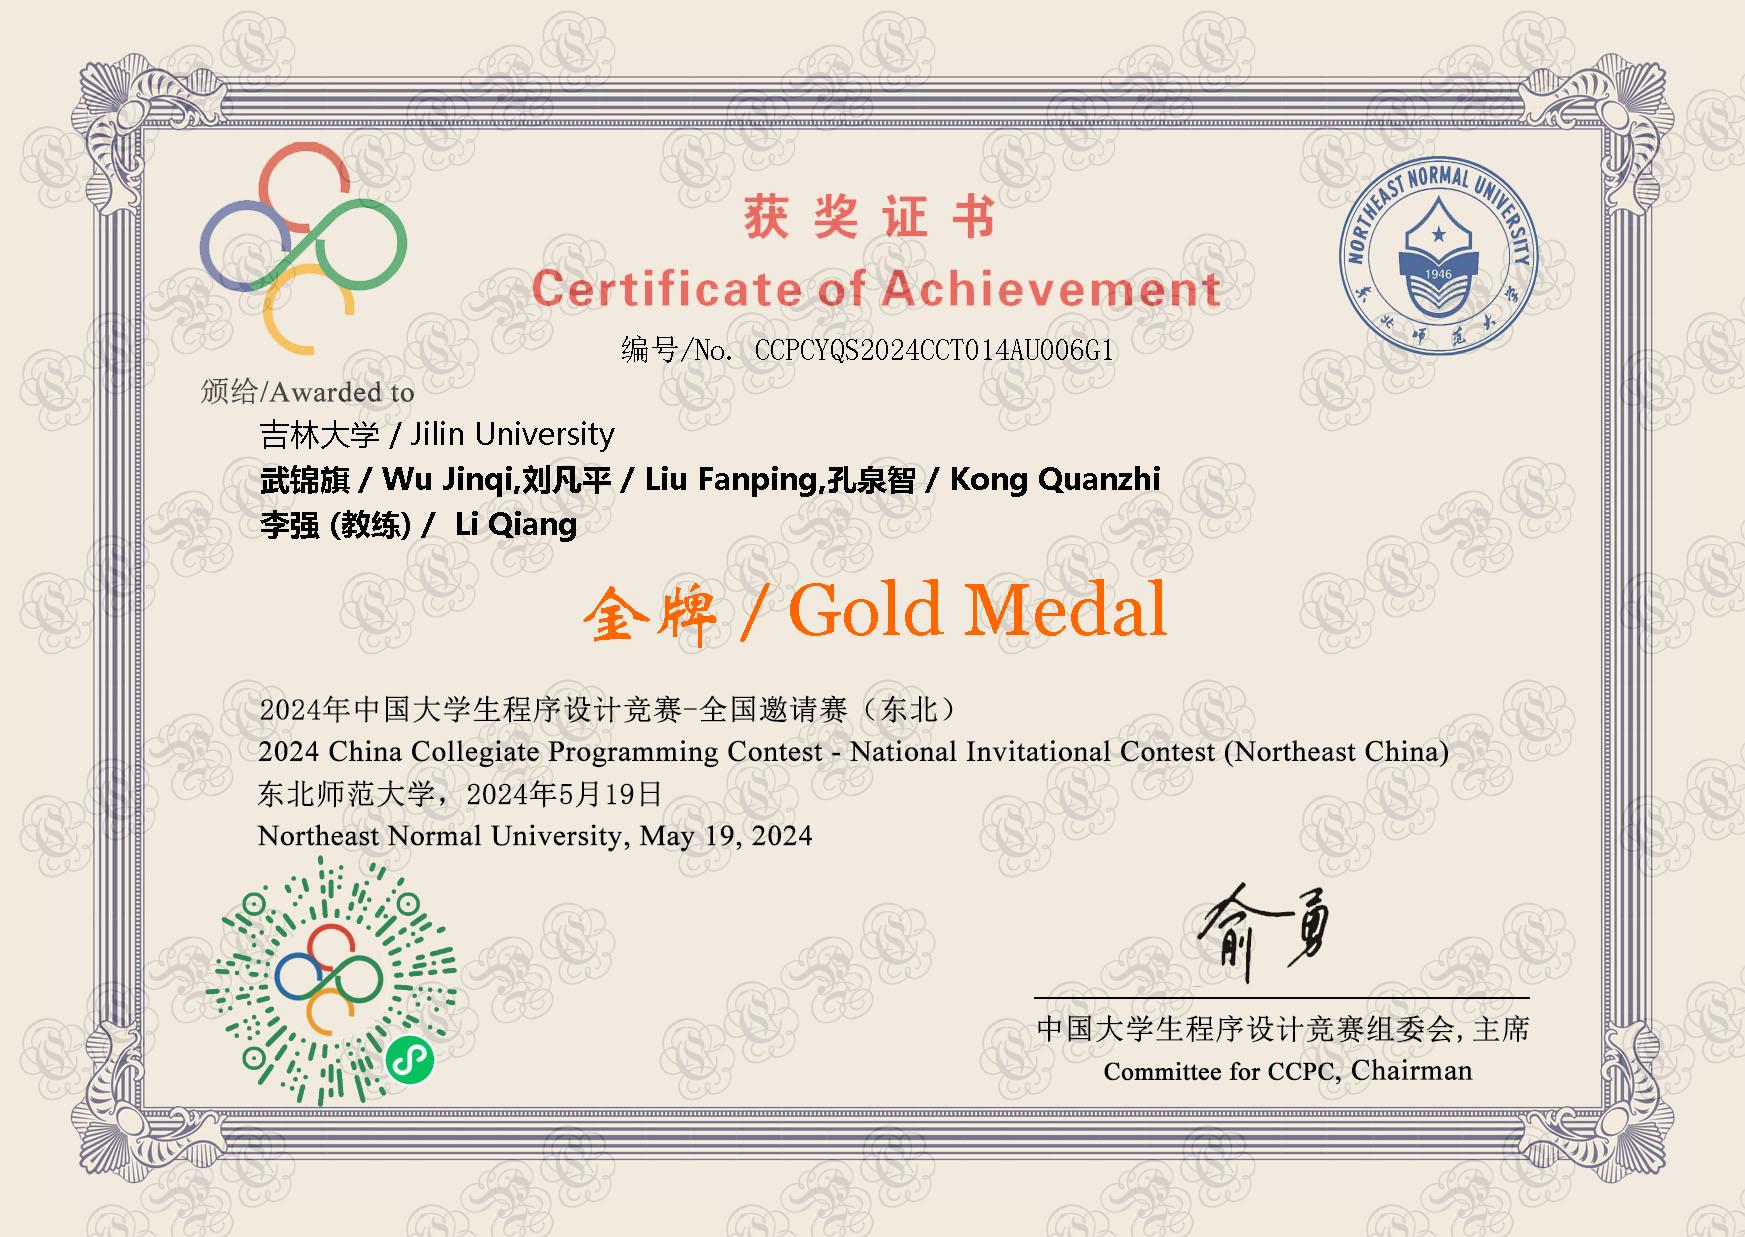 获奖证书
Certificate of Achievement
NORTHEAST NORMAL UNIVERSITY
1946
东北师范大学
编号/No. CCPCYQS2024CCT014AU006G1
颁给/Awarded to
吉林大学 / Jilin University
武锦旗 / Wu Jinqi,刘凡平 / Liu Fanping,孔泉智 / Kong Quanzhi
李强 (教练) / Li Qiang
金牌 / Gold Medal
2024年中国大学生程序设计竞赛-全国邀请赛（东北）
2024 China Collegiate Programming Contest - National Invitational Contest (Northeast China)
东北师范大学，2024年5月19日
Northeast Normal University, May 19, 2024
俞勇
中国大学生程序设计竞赛组委会, 主席
Committee for CCPC, Chairman